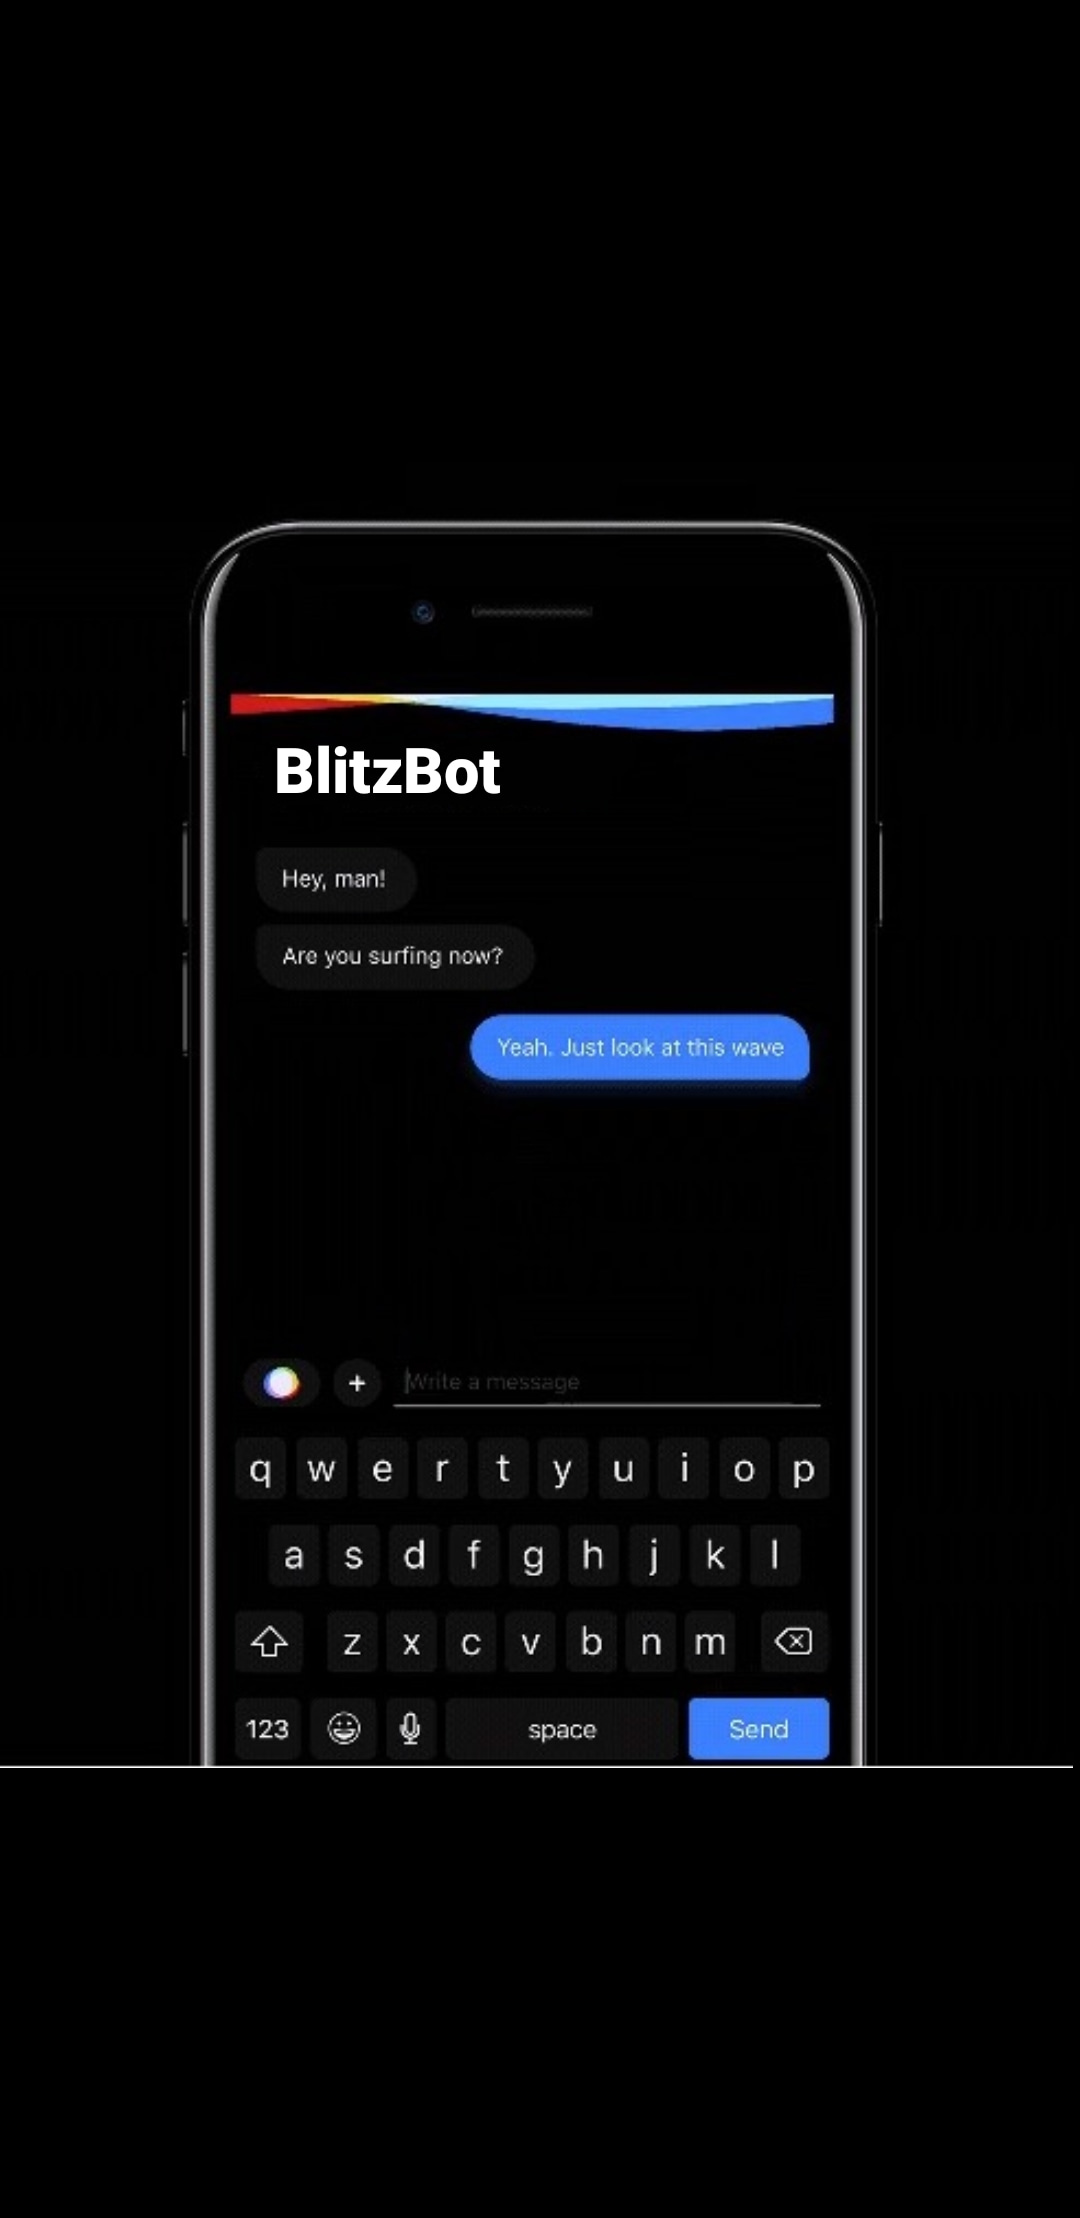 BlitzBot
Hey, man!
Are you surfing now?
Yeah. Just look at this wave
+ Write a message
q w e r t y u i o p
a s d f g h j k l
z x c v b n m
123 space Send